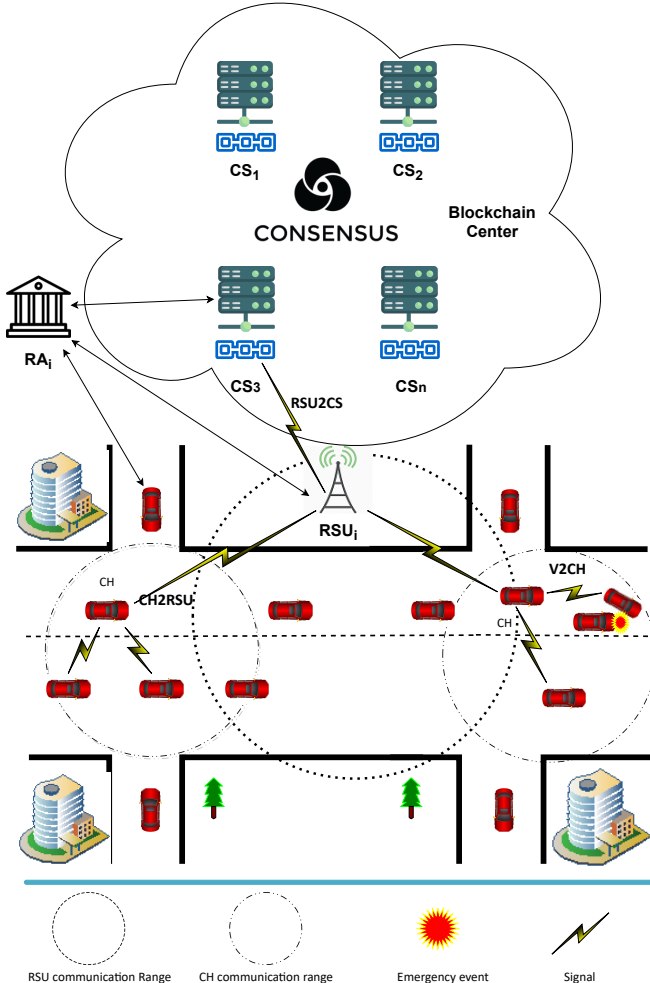 CS1
CS2
CONSENSUS
Blockchain
Center
RAi
CS3
CSn
RSU2CS
RSUi
CH
CH2RSU
V2CH
CH
RSU communication Range
CH communication range
Emergency event
Signal